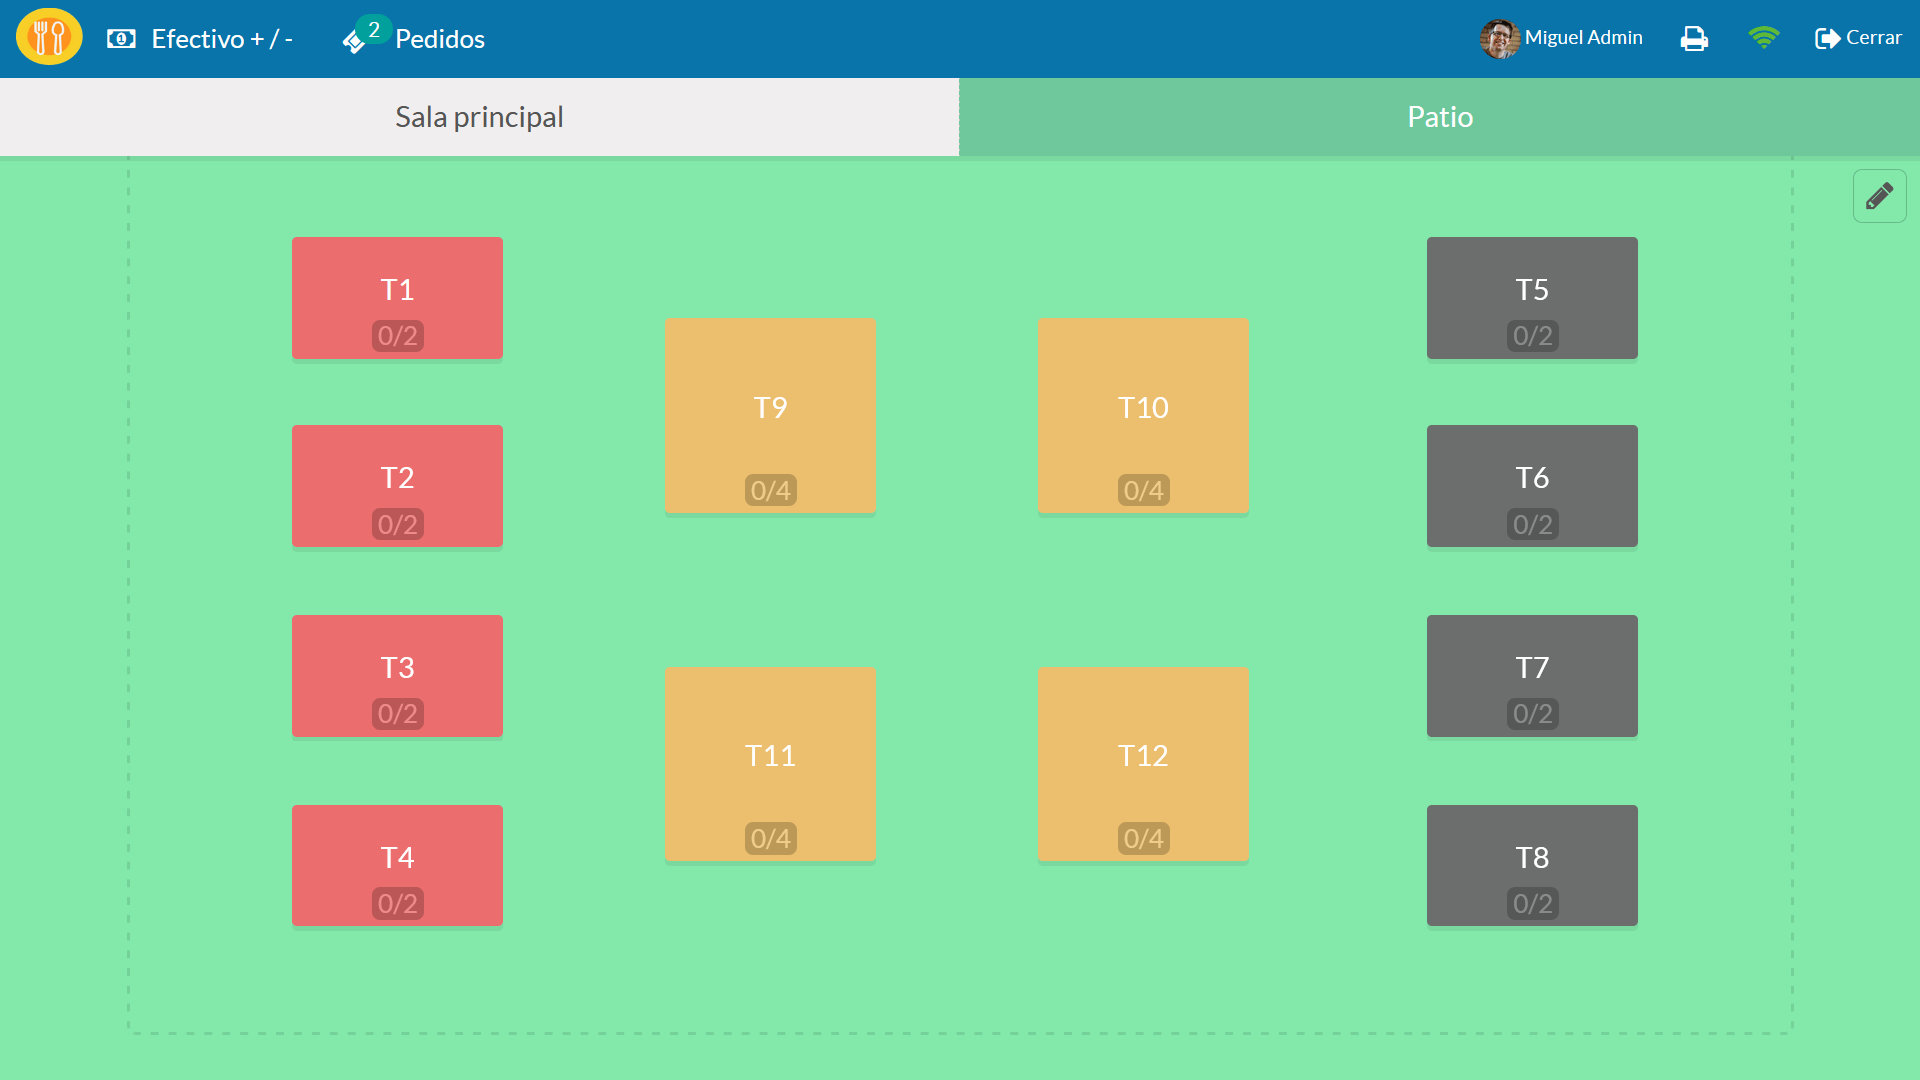 Efectivo + / -
2
Pedidos
Miguel Admin
Cerrar
Sala principal
Patio
T1
0/2
T5
0/2
T9
0/4
T10
0/4
T2
0/2
T6
0/2
T3
0/2
T7
0/2
T11
0/4
T12
0/4
T4
0/2
T8
0/2